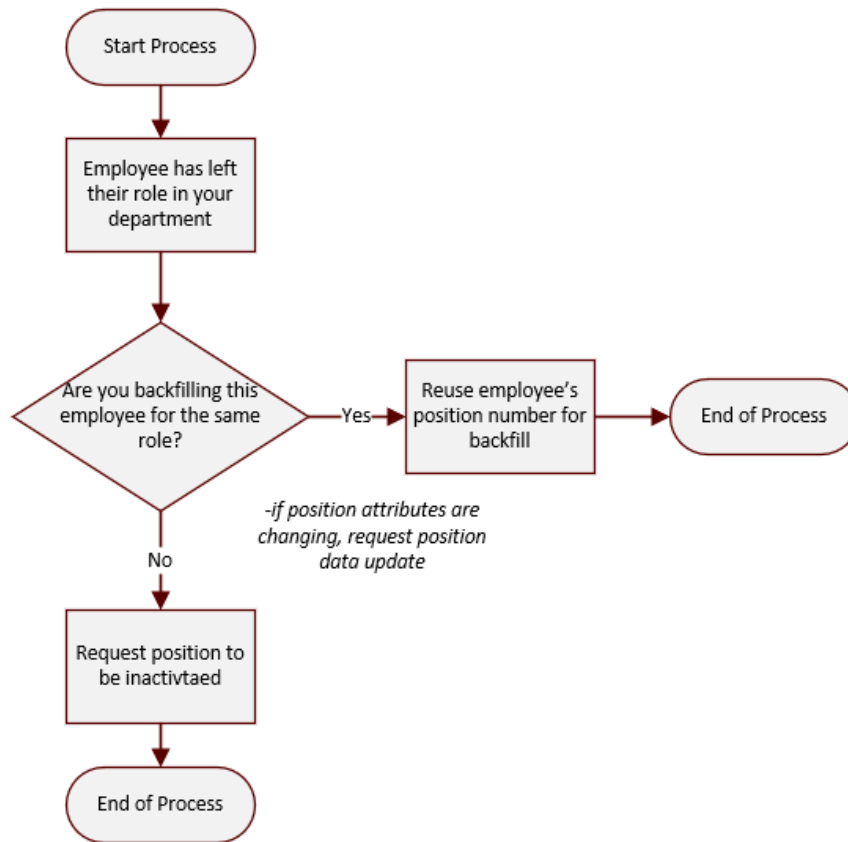 Start Process
Employee has left
their role in your
department
Are you backfilling this
employee for the same
role?
Yes
Reuse employee's
position number for
backfill
End of Process
-if position attributes are
changing, request position
data update
No
Request position to
be inactivtaed
End of Process